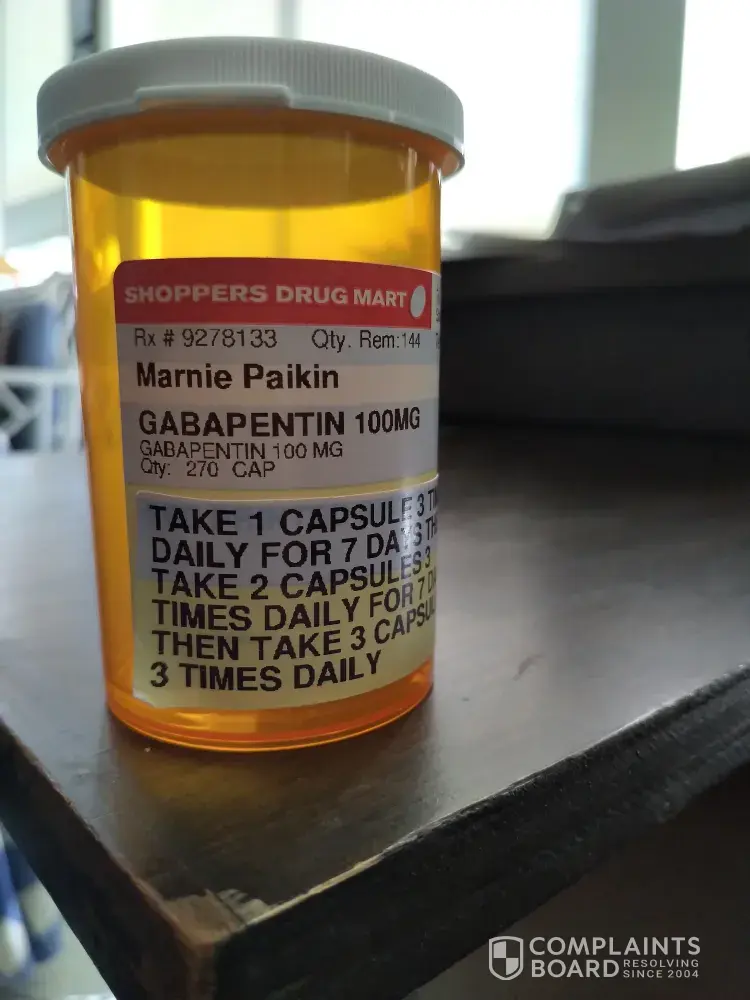 SHOPPERS DRUG MART
Rx # 9278133 Qty. Rem:144
Marnie Paikin
GABAPENTIN 100MG
GABAPENTIN 100 MG
Qty: 270 CAP
TAKE 1 CAPSULE 3
DAILY FOR 7 DAYS
TAKE 2 CAPSULES 3
TIMES DAILY FOR 7
THEN TAKE 3
3 TIMES DAILY
COMPLAINTS
BOARD RESOLVING
SINCE 2004